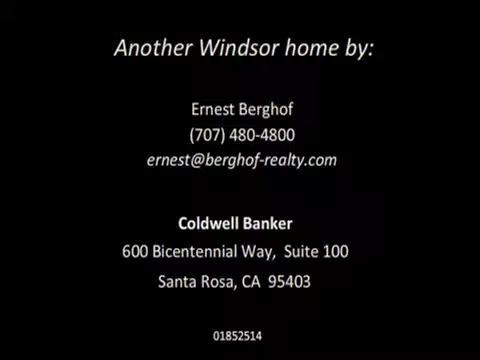 Another Windsor home by:
Ernest Berghof
(707) 480-4800
ernest@berghof-realty.com
Coldwell Banker
600 Bicentennial Way, Suite 100
Santa Rosa, CA 95403
01852514